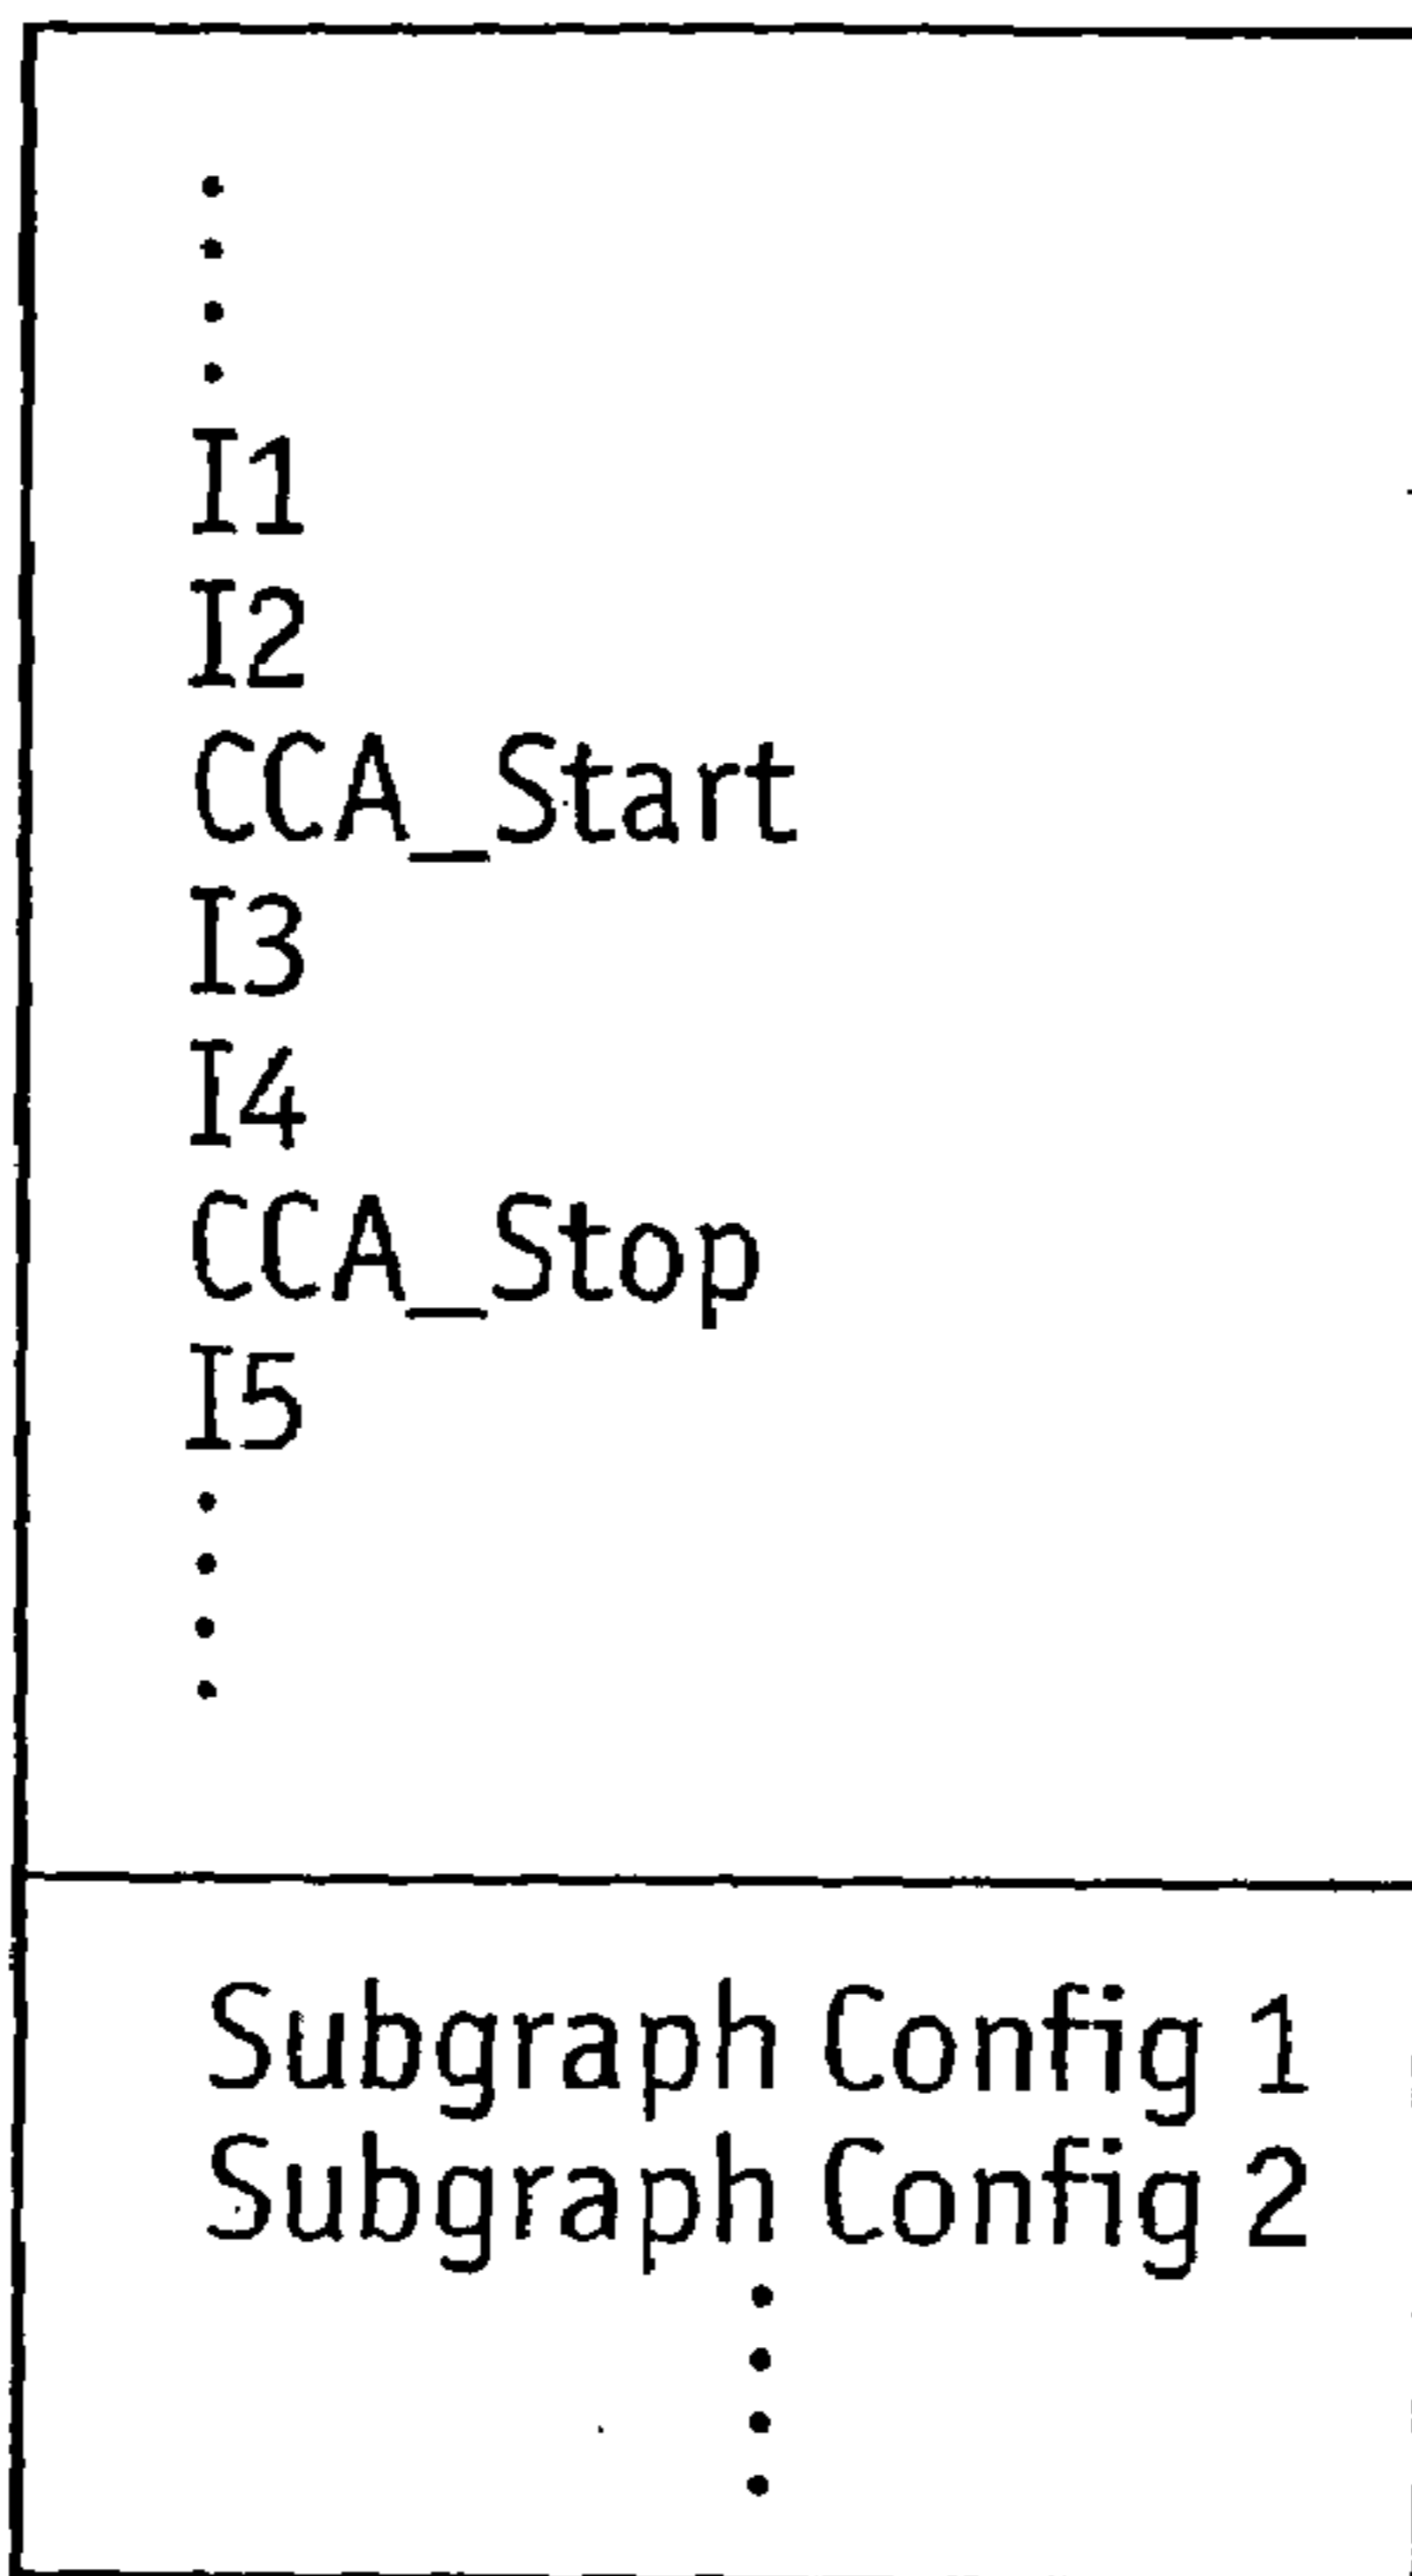 I1
I2
CCA_Start
I3
I4
CCA_Stop
I5
Subgraph Config 1
Subgraph Config 2